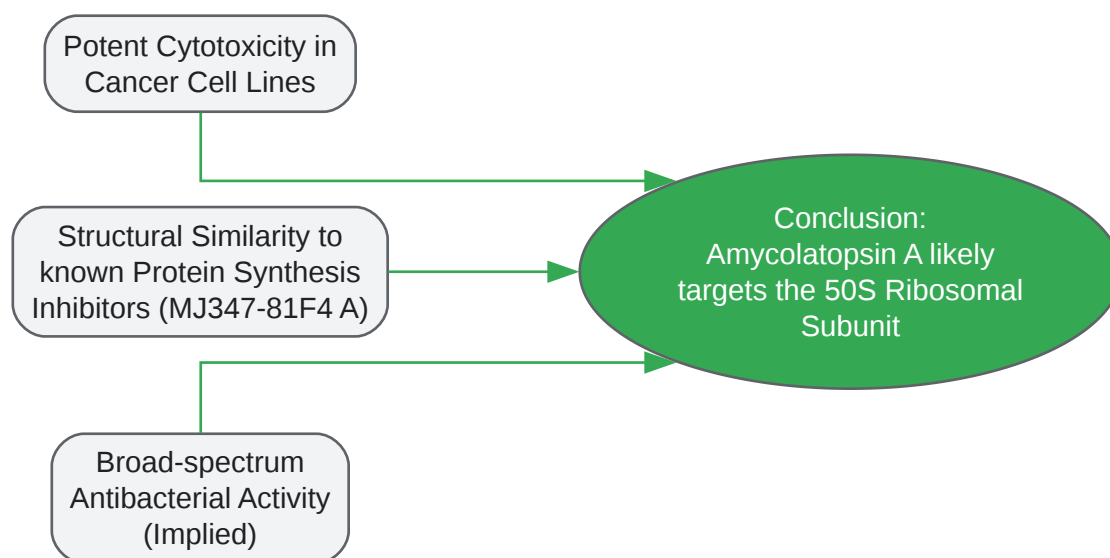 Potent Cytotoxicity in
Cancer Cell Lines
Structural Similarity to
known Protein Synthesis
Inhibitors (MJ347-81F4 A)
Broad-spectrum
Antibacterial Activity
(Implied)
Conclusion:
Amycolatopsin A likely
targets the 50S Ribosomal
Subunit